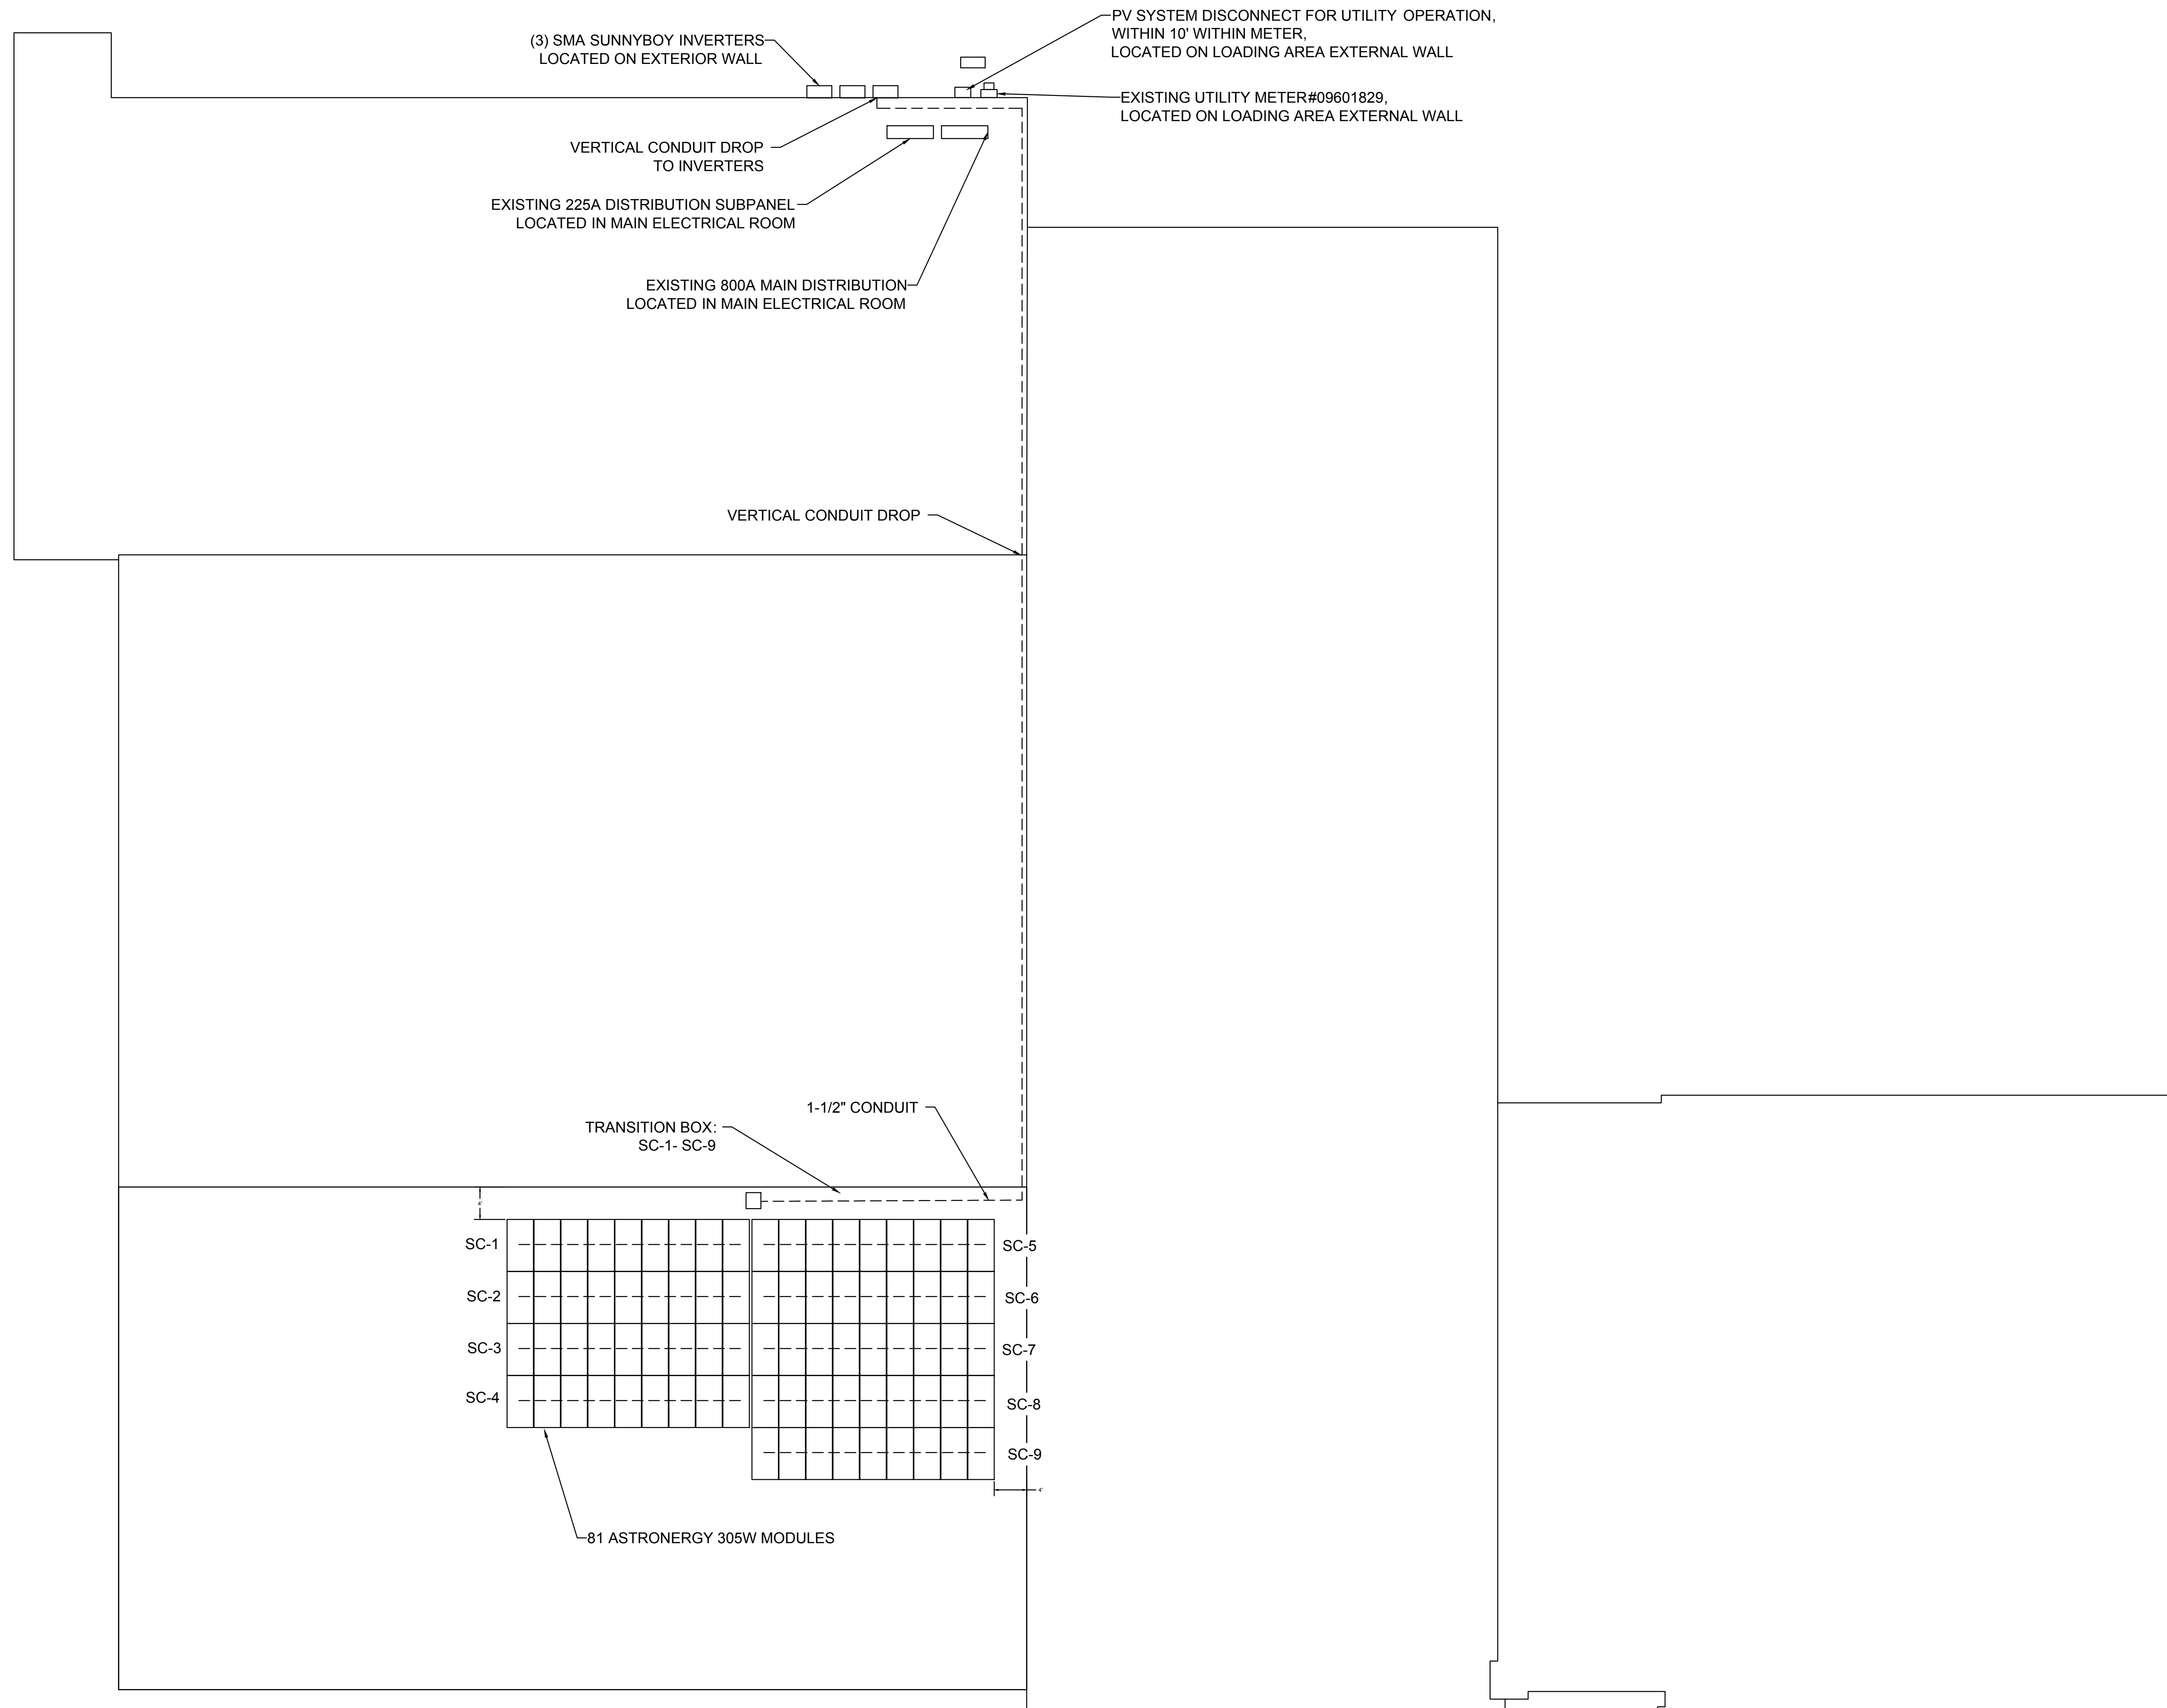 PV SYSTEM DISCONNECT FOR UTILITY OPERATION,
WITHIN 10' WITHIN METER,
LOCATED ON LOADING AREA EXTERNAL WALL
(3) SMA SUNNYBOY INVERTERS
LOCATED ON EXTERIOR WALL
EXISTING UTILITY METER#09601829,
LOCATED ON LOADING AREA EXTERNAL WALL
VERTICAL CONDUIT DROP
TO INVERTERS
EXISTING 225A DISTRIBUTION SUBPANEL
LOCATED IN MAIN ELECTRICAL ROOM
EXISTING 800A MAIN DISTRIBUTION
LOCATED IN MAIN ELECTRICAL ROOM
VERTICAL CONDUIT DROP
1-1/2" CONDUIT
TRANSITION BOX:
SC-1- SC-9
4'
SC-1
SC-5
SC-2
SC-6
SC-3
SC-7
SC-4
SC-8
SC-9
4'
81 ASTRONERGY 305W MODULES